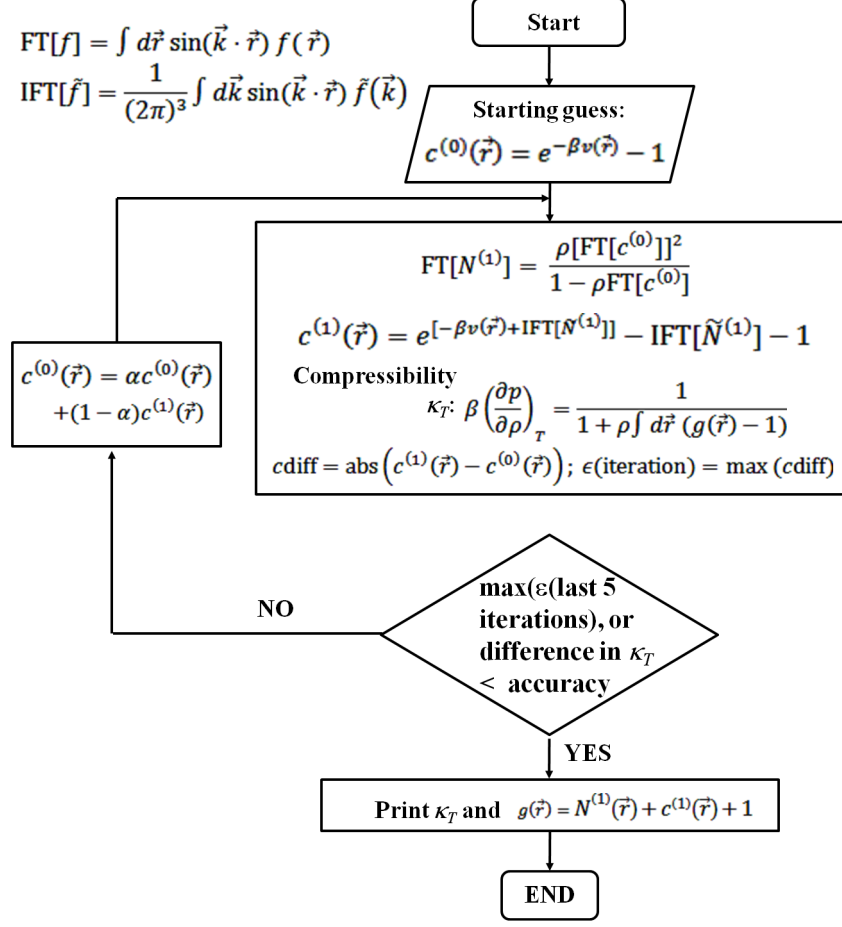 FT[f] = ∫ dr⃗ sin(k⃗ · r⃗) f(r⃗)
IFT[f̃] = 1/(2π)³ ∫ dk⃗ sin(k⃗ · r⃗) f̃(k⃗)
Start
Starting guess:
c⁽⁰⁾(r⃗) = e^{−βv(r⃗)} − 1
FT[N⁽¹⁾] = ρ[FT[c⁽⁰⁾]]² / 1 − ρFT[c⁽⁰⁾]
c⁽¹⁾(r⃗) = e^{[−βv(r⃗)+IFT[Ñ⁽¹⁾]]} − IFT[Ñ⁽¹⁾] − 1
Compressibility
κ_T: β (∂p/∂ρ)_T = 1 / 1 + ρ∫ dr⃗ (g(r⃗) − 1)
cdiff = abs(c⁽¹⁾(r⃗) − c⁽⁰⁾(r⃗)); ϵ(iteration) = max (cdiff)
c⁽⁰⁾(r⃗) = αc⁽⁰⁾(r⃗)
+(1 − α)c⁽¹⁾(r⃗)
max(ε(last 5
iterations), or
difference in κ_T
< accuracy
NO
YES
Print κ_T and g(r⃗) = N⁽¹⁾(r⃗) + c⁽¹⁾(r⃗) + 1
END